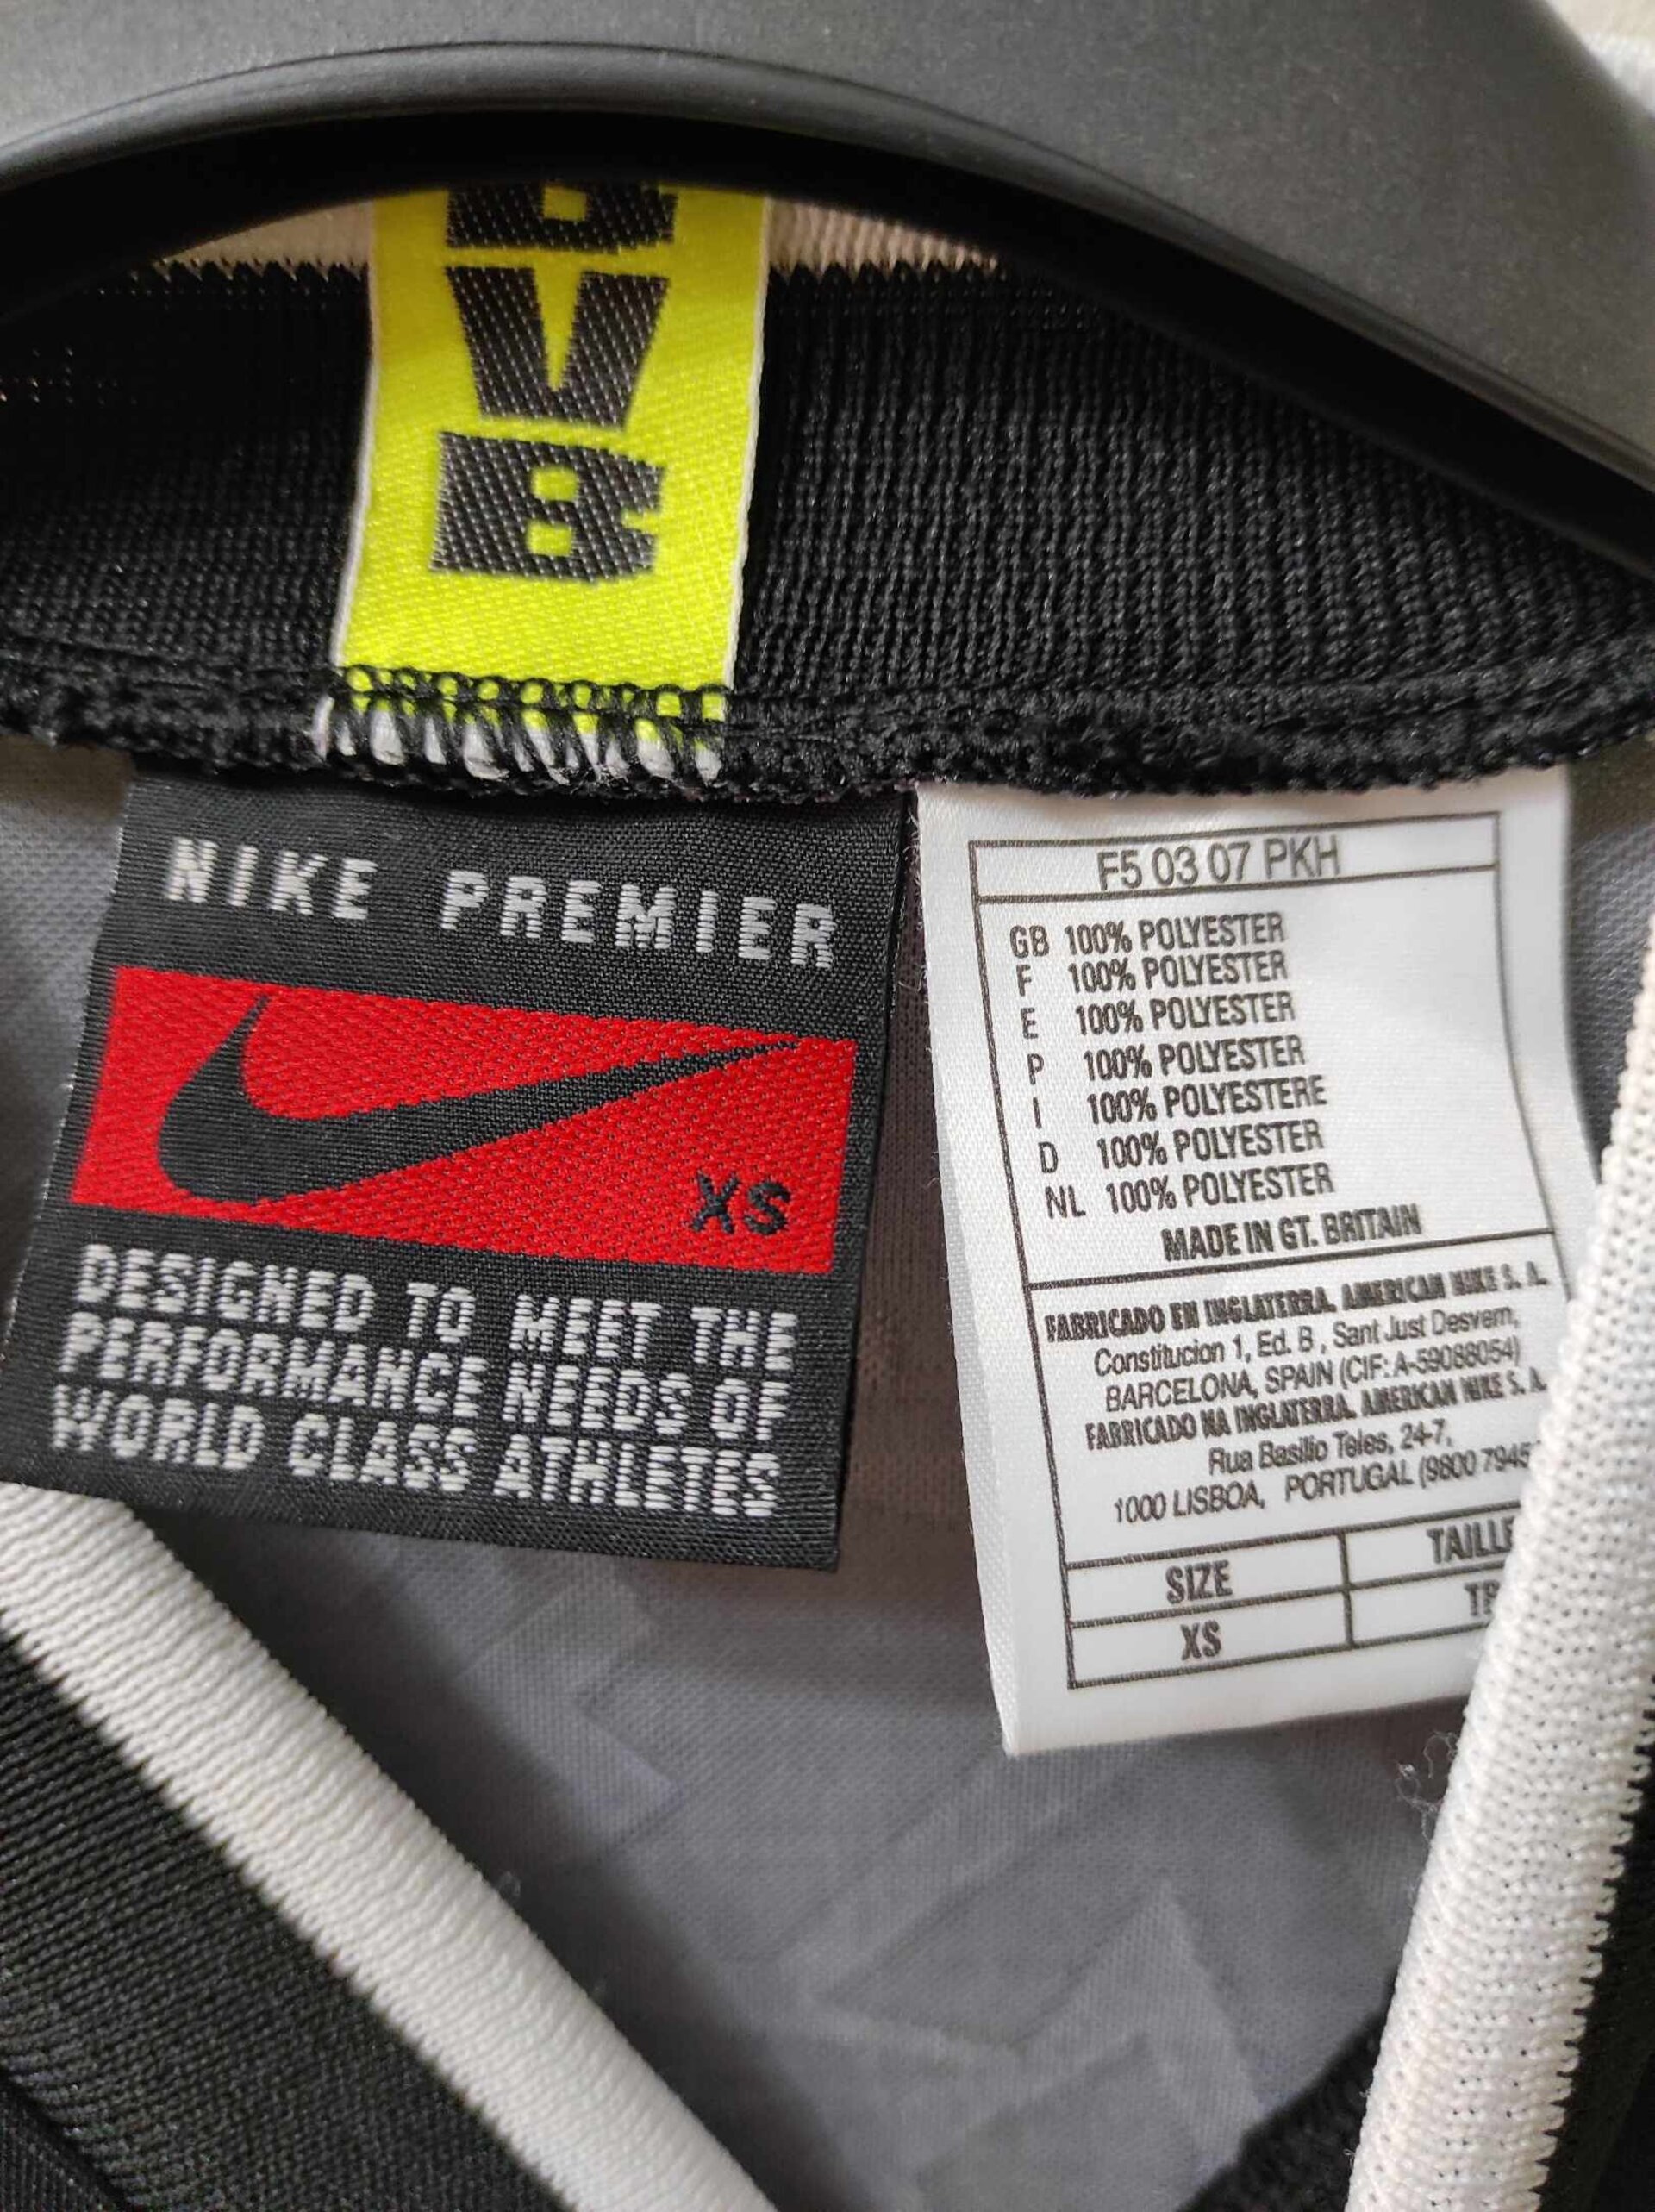 BVB
NIKE PREMIER
XS
DESIGNED TO MEET THE
PERFORMANCE NEEDS OF
WORLD CLASS ATHLETES
F5 03 07 PKH
GB 100% POLYESTER
F 100% POLYESTER
E 100% POLYESTER
P 100% POLYESTER
I 100% POLYESTERE
D 100% POLYESTER
NL 100% POLYESTER
MADE IN GT. BRITAIN
FABRICADO EN INGLATERRA. AMERICAN NIKE S. A.
Constitucion 1, Ed. B , Sant Just Desvern,
BARCELONA, SPAIN (CIF: A-59088054)
FABRICADO NA INGLATERRA. AMERICAN NIKE S. A.
Rua Basilio Teles, 24-7,
1000 LISBOA, PORTUGAL (9800 7945
SIZE TAILLE
XS